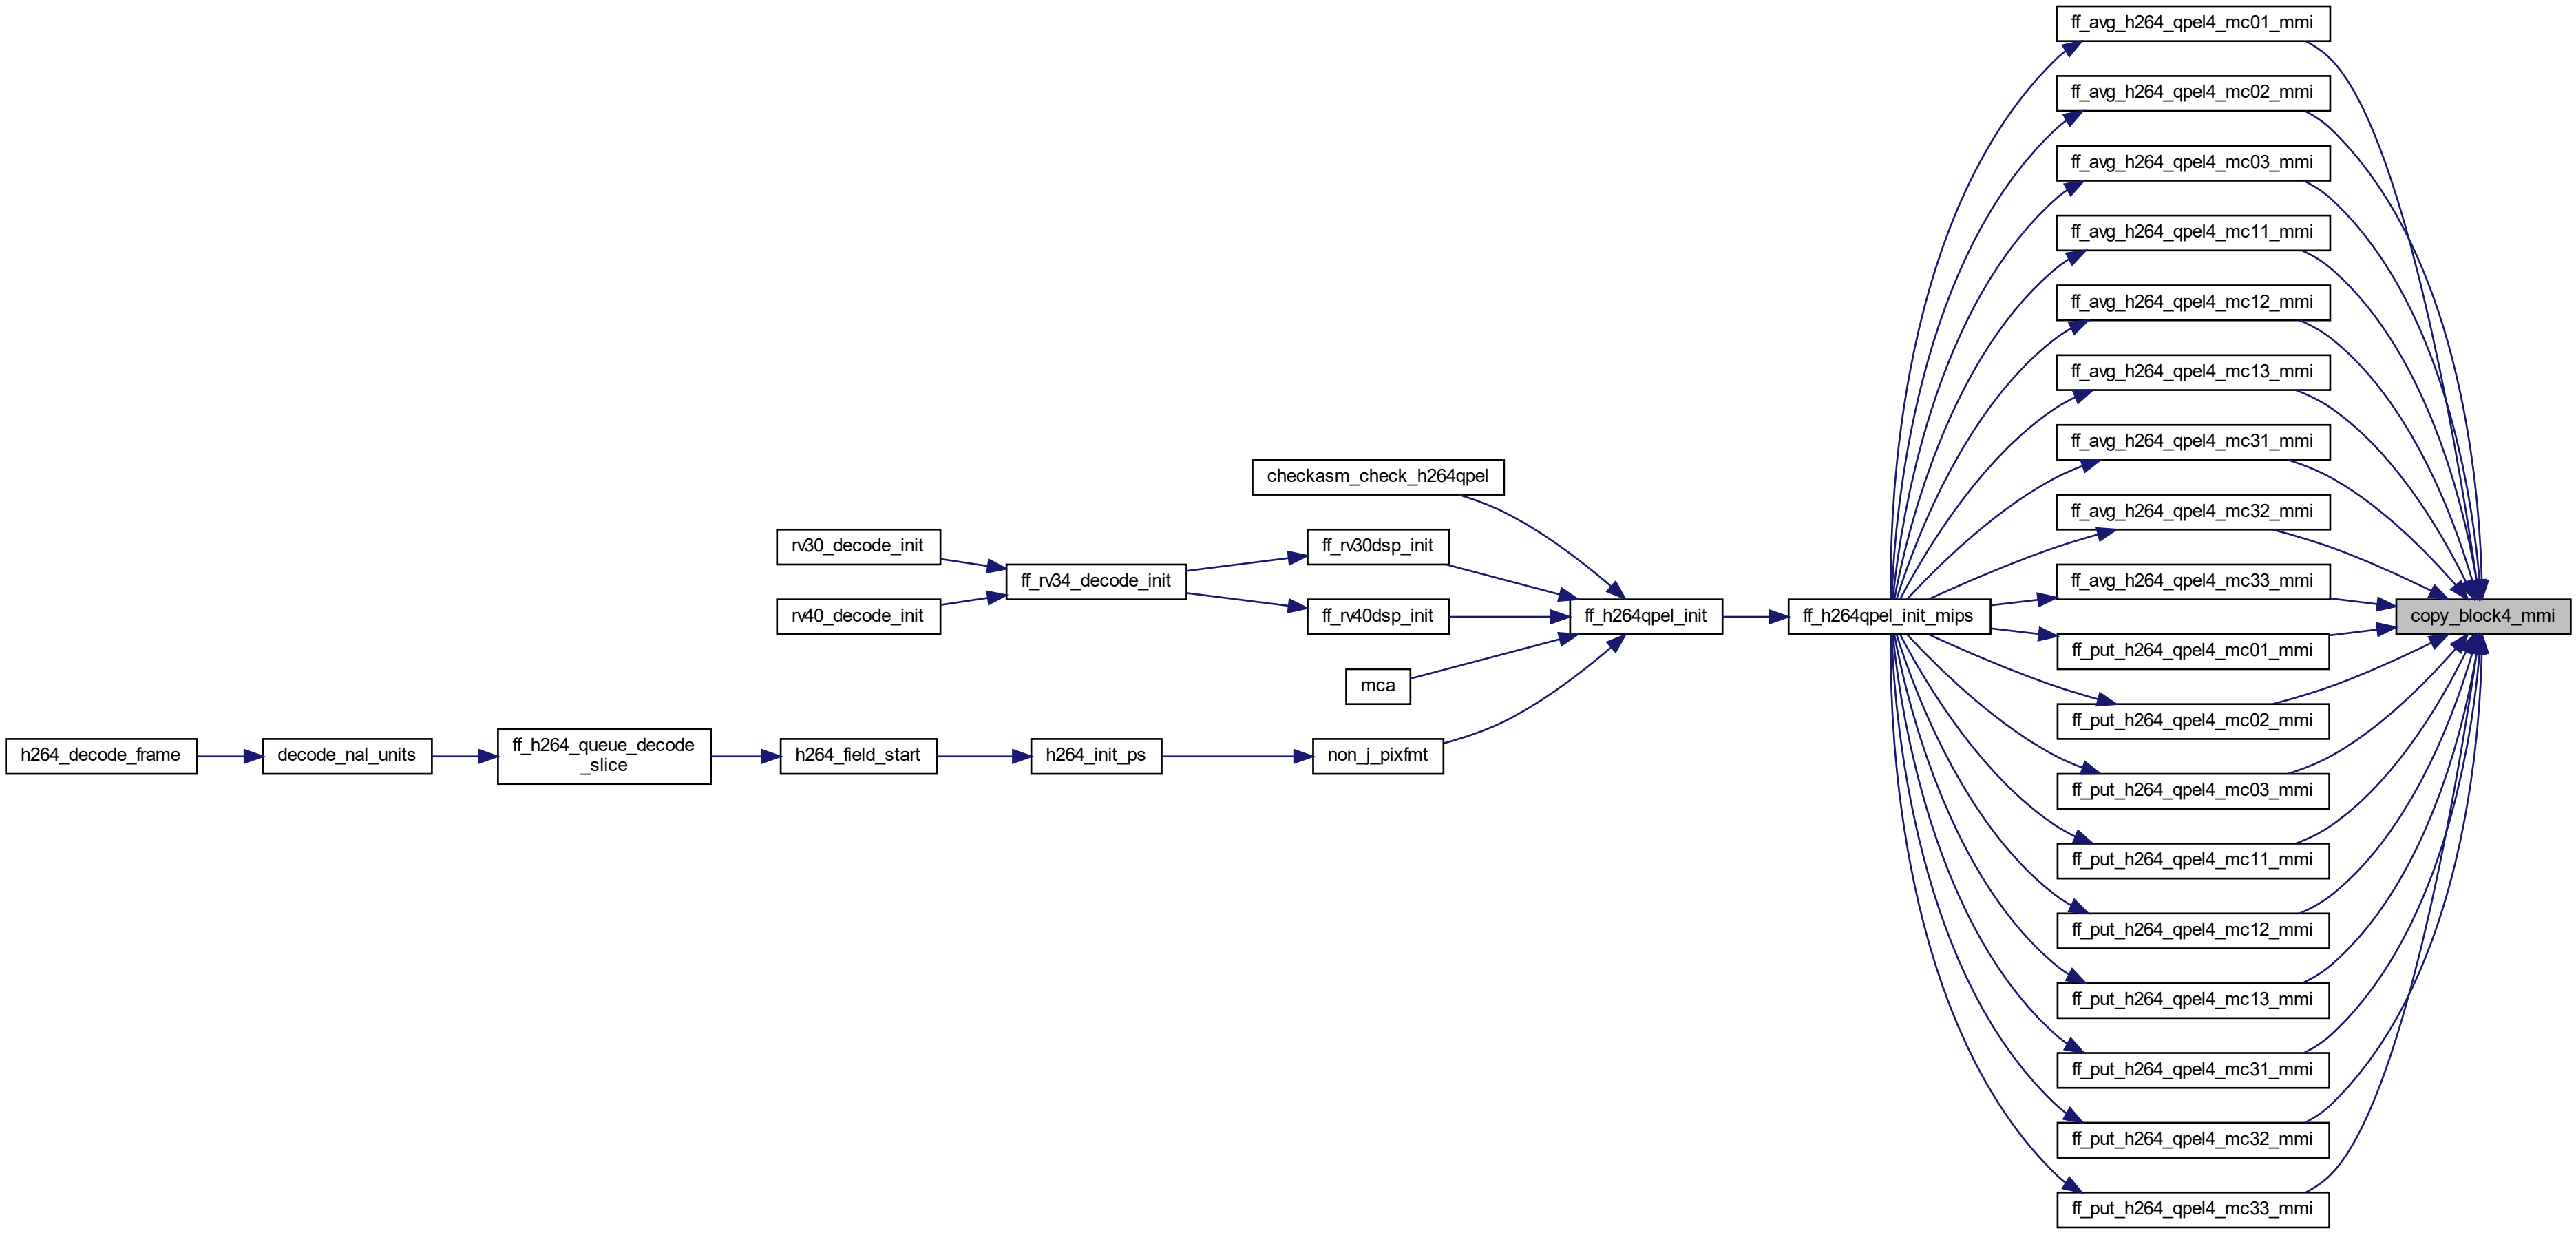 ff_avg_h264_qpel4_mc01_mmi
ff_avg_h264_qpel4_mc02_mmi
ff_avg_h264_qpel4_mc03_mmi
ff_avg_h264_qpel4_mc11_mmi
ff_avg_h264_qpel4_mc12_mmi
ff_avg_h264_qpel4_mc13_mmi
ff_avg_h264_qpel4_mc31_mmi
checkasm_check_h264qpel
ff_avg_h264_qpel4_mc32_mmi
rv30_decode_init
ff_rv30dsp_init
ff_rv34_decode_init
ff_avg_h264_qpel4_mc33_mmi
rv40_decode_init
ff_rv40dsp_init
ff_h264qpel_init
ff_h264qpel_init_mips
copy_block4_mmi
ff_put_h264_qpel4_mc01_mmi
mca
ff_put_h264_qpel4_mc02_mmi
h264_decode_frame
decode_nal_units
ff_h264_queue_decode
_slice
h264_field_start
h264_init_ps
non_j_pixfmt
ff_put_h264_qpel4_mc03_mmi
ff_put_h264_qpel4_mc11_mmi
ff_put_h264_qpel4_mc12_mmi
ff_put_h264_qpel4_mc13_mmi
ff_put_h264_qpel4_mc31_mmi
ff_put_h264_qpel4_mc32_mmi
ff_put_h264_qpel4_mc33_mmi